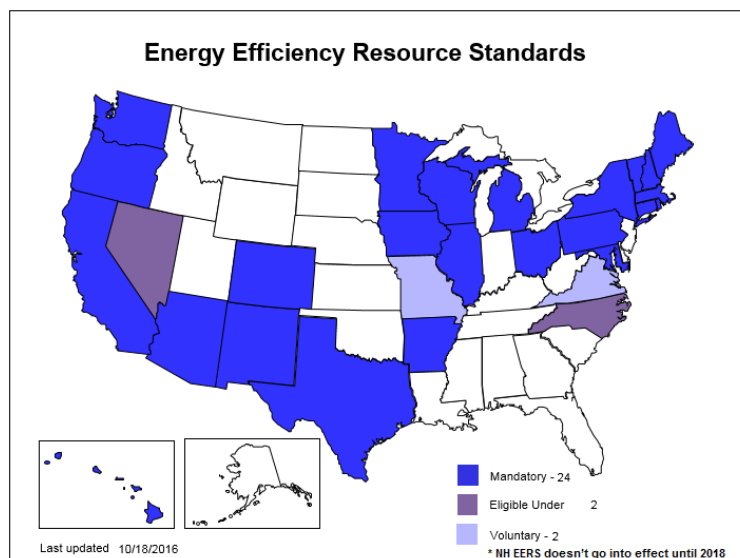 Energy Efficiency Resource Standards
Mandatory - 24
Eligible Under 2
Voluntary - 2
Last updated 10/18/2016
* NH EERS doesn't go into effect until 2018